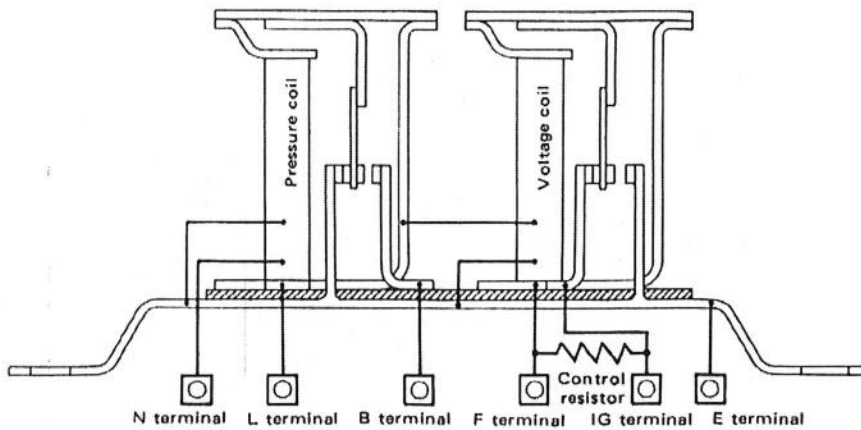 Pressure coil
Voltage coil
Control
resistor
N terminal L terminal B terminal F terminal IG terminal E terminal